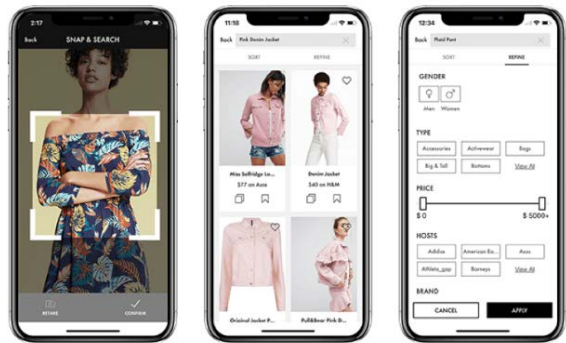 2:17
Back SNAP & SEARCH
RETAKE CONFIRM
11:18
Back Pink Denim Jacket
SORT REFINE
Miss Selfridge Lo... Denim Jacket
$77 on Asos $40 on H&M
Original Jacket P... Pull&Bear Pink D...
12:34
Back Plaid Pant
SORT REFINE
GENDER
Men Women
TYPE
Accessories Activewear Bags
Big & Tall Bottoms View All
PRICE
$ 0 $ 5000+
HOSTS
Adidas American Ea... Asos
Athleta_gap Barneys View All
BRAND
CANCEL APPLY